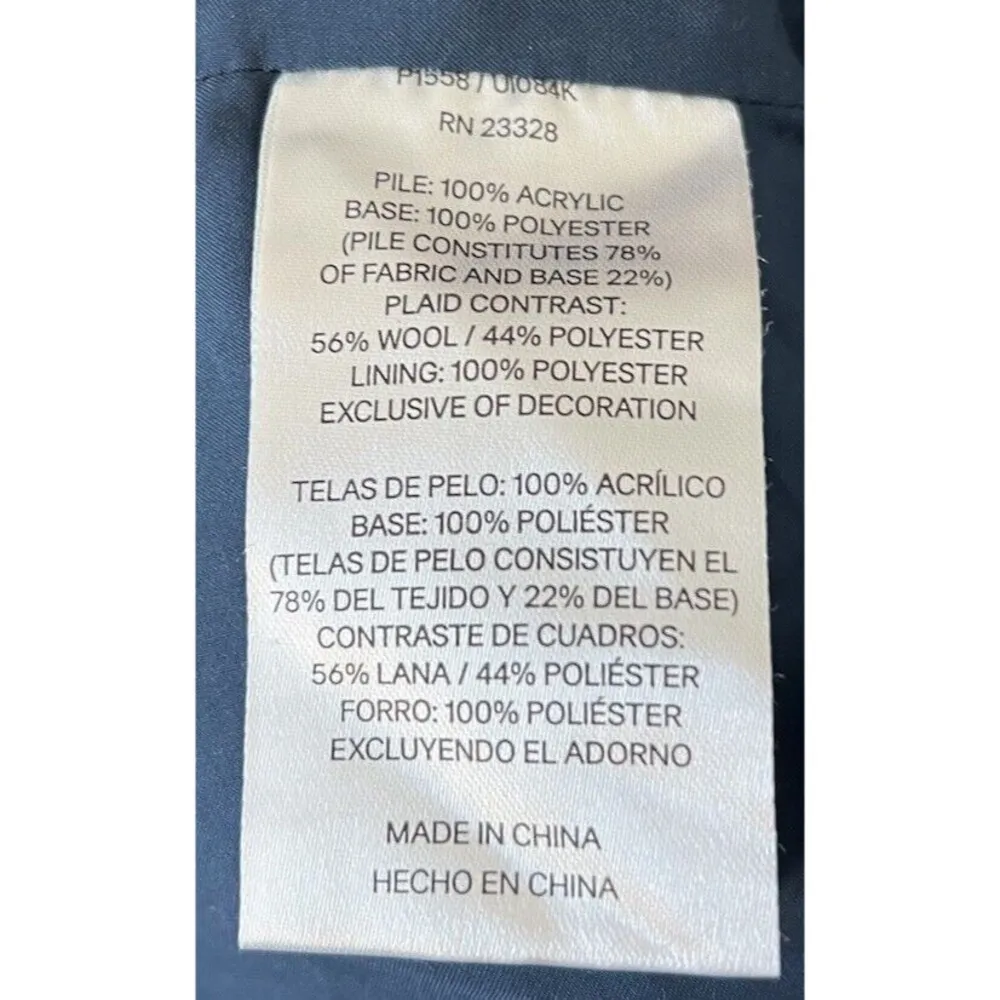 P1558 / U1084K
RN 23328
PILE: 100% ACRYLIC
BASE: 100% POLYESTER
(PILE CONSTITUTES 78%
OF FABRIC AND BASE 22%)
PLAID CONTRAST:
56% WOOL / 44% POLYESTER
LINING: 100% POLYESTER
EXCLUSIVE OF DECORATION
TELAS DE PELO: 100% ACRÍLICO
BASE: 100% POLIÉSTER
(TELAS DE PELO CONSISTUYEN EL
78% DEL TEJIDO Y 22% DEL BASE)
CONTRASTE DE CUADROS:
56% LANA / 44% POLIÉSTER
FORRO: 100% POLIÉSTER
EXCLUYENDO EL ADORNO
MADE IN CHINA
HECHO EN CHINA